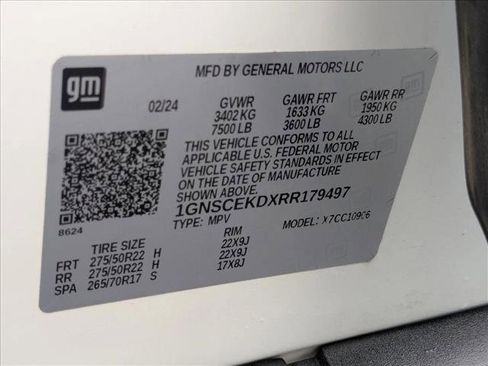 gm
MFD BY GENERAL MOTORS LLC
02/24 GVWR GAWR FRT GAWR RR
3402 KG 1633 KG 1950 KG
7500 LB 3600 LB 4300 LB
THIS VEHICLE CONFORMS TO ALL
APPLICABLE U.S. FEDERAL MOTOR
VEHICLE SAFETY STANDARDS IN EFFECT
ON THE DATE OF MANUFACTURE
SHOWN ABOVE.
1GNSCEKDXRR179497
8624 TYPE: MPV MODEL: X7CC10906
TIRE SIZE RIM
FRT 275/50R22 H 22X9J
RR 275/50R22 H 22X9J
SPA 265/70R17 S 17X8J